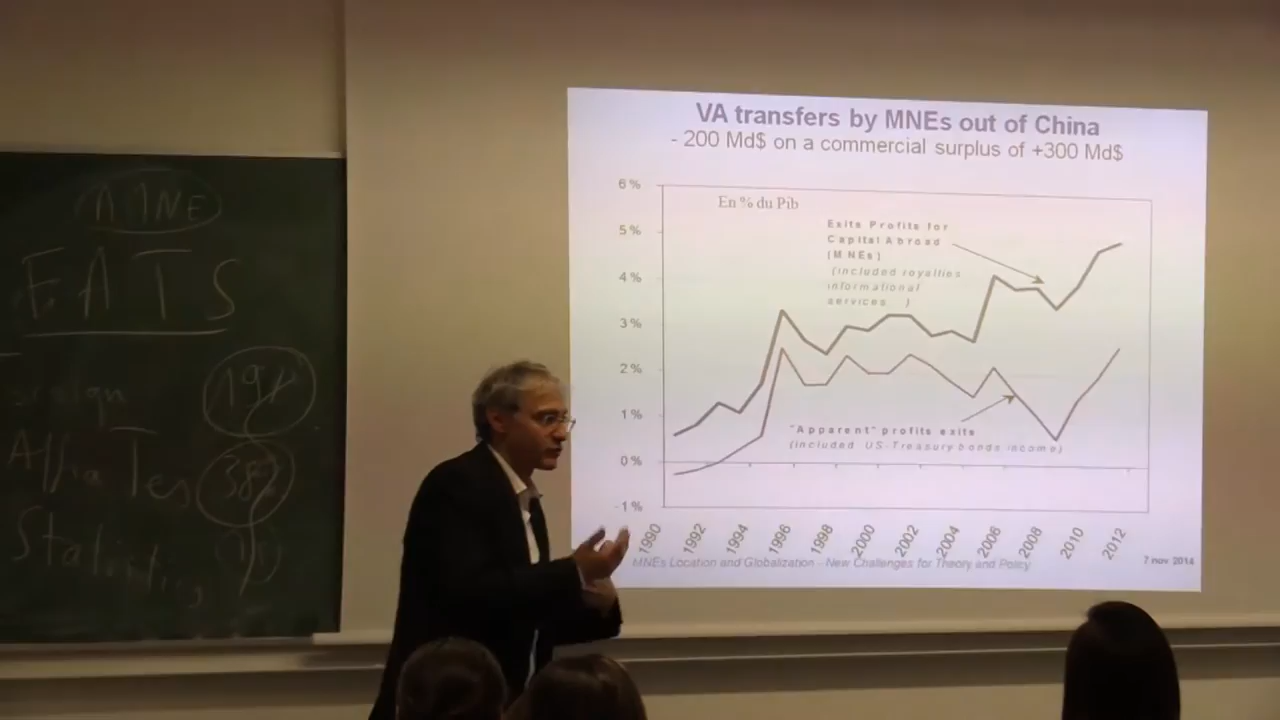 EATS
VA transfers by MNEs out of China
- 200 Md$ on a commercial surplus of +300 Md$
6 %
5 %
4 %
3 %
2 %
1 %
0 %
-1 %
En % du Pib
Exits Profits for
Capital Abroad
(MNEs)
(included royalties
informational
services )
"Apparent" profits exits
(included US-Treasury bonds income)
1990
1992
1994
1996
1998
2000
2002
2004
2006
2008
2010
2012
MNEs Location and Globalization - New Challenges for Theory and Policy
7 nov 2014